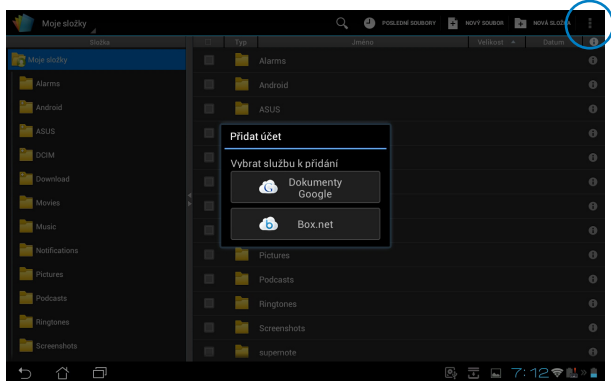 Moje složky
POSLEDNÍ SOUBORY
NOVÝ SOUBOR
NOVÁ SLOŽKA
Složka
Typ
Jméno
Velikost
Datum
Moje složky
Alarms
Android
ASUS
DCIM
Download
Movies
Music
Notifications
Pictures
Podcasts
Ringtones
Screenshots
Alarms
Android
ASUS
Přidat účet
Vybrat službu k přidání
Dokumenty
Google
Box.net
Pictures
Podcasts
Ringtones
Screenshots
supernote
7:12